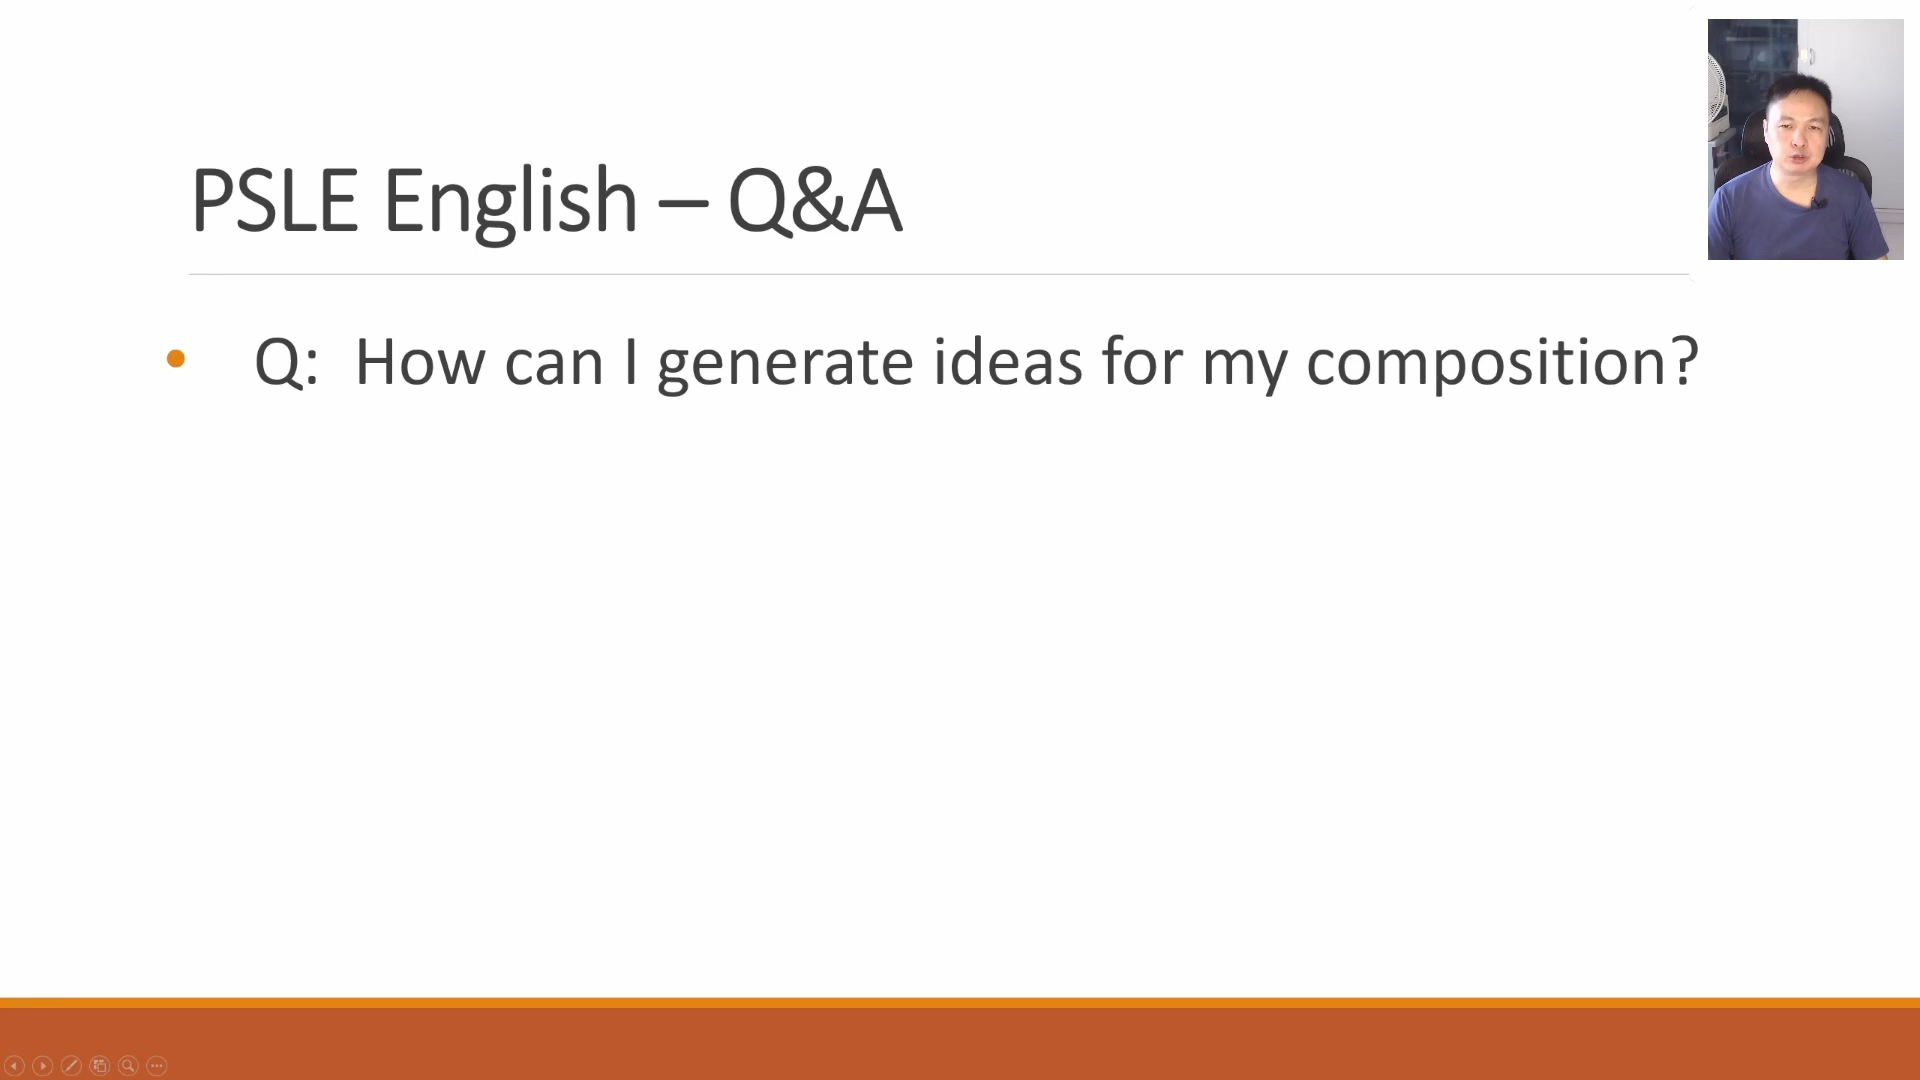 PSLE English – Q&A
• Q: How can I generate ideas for my composition?